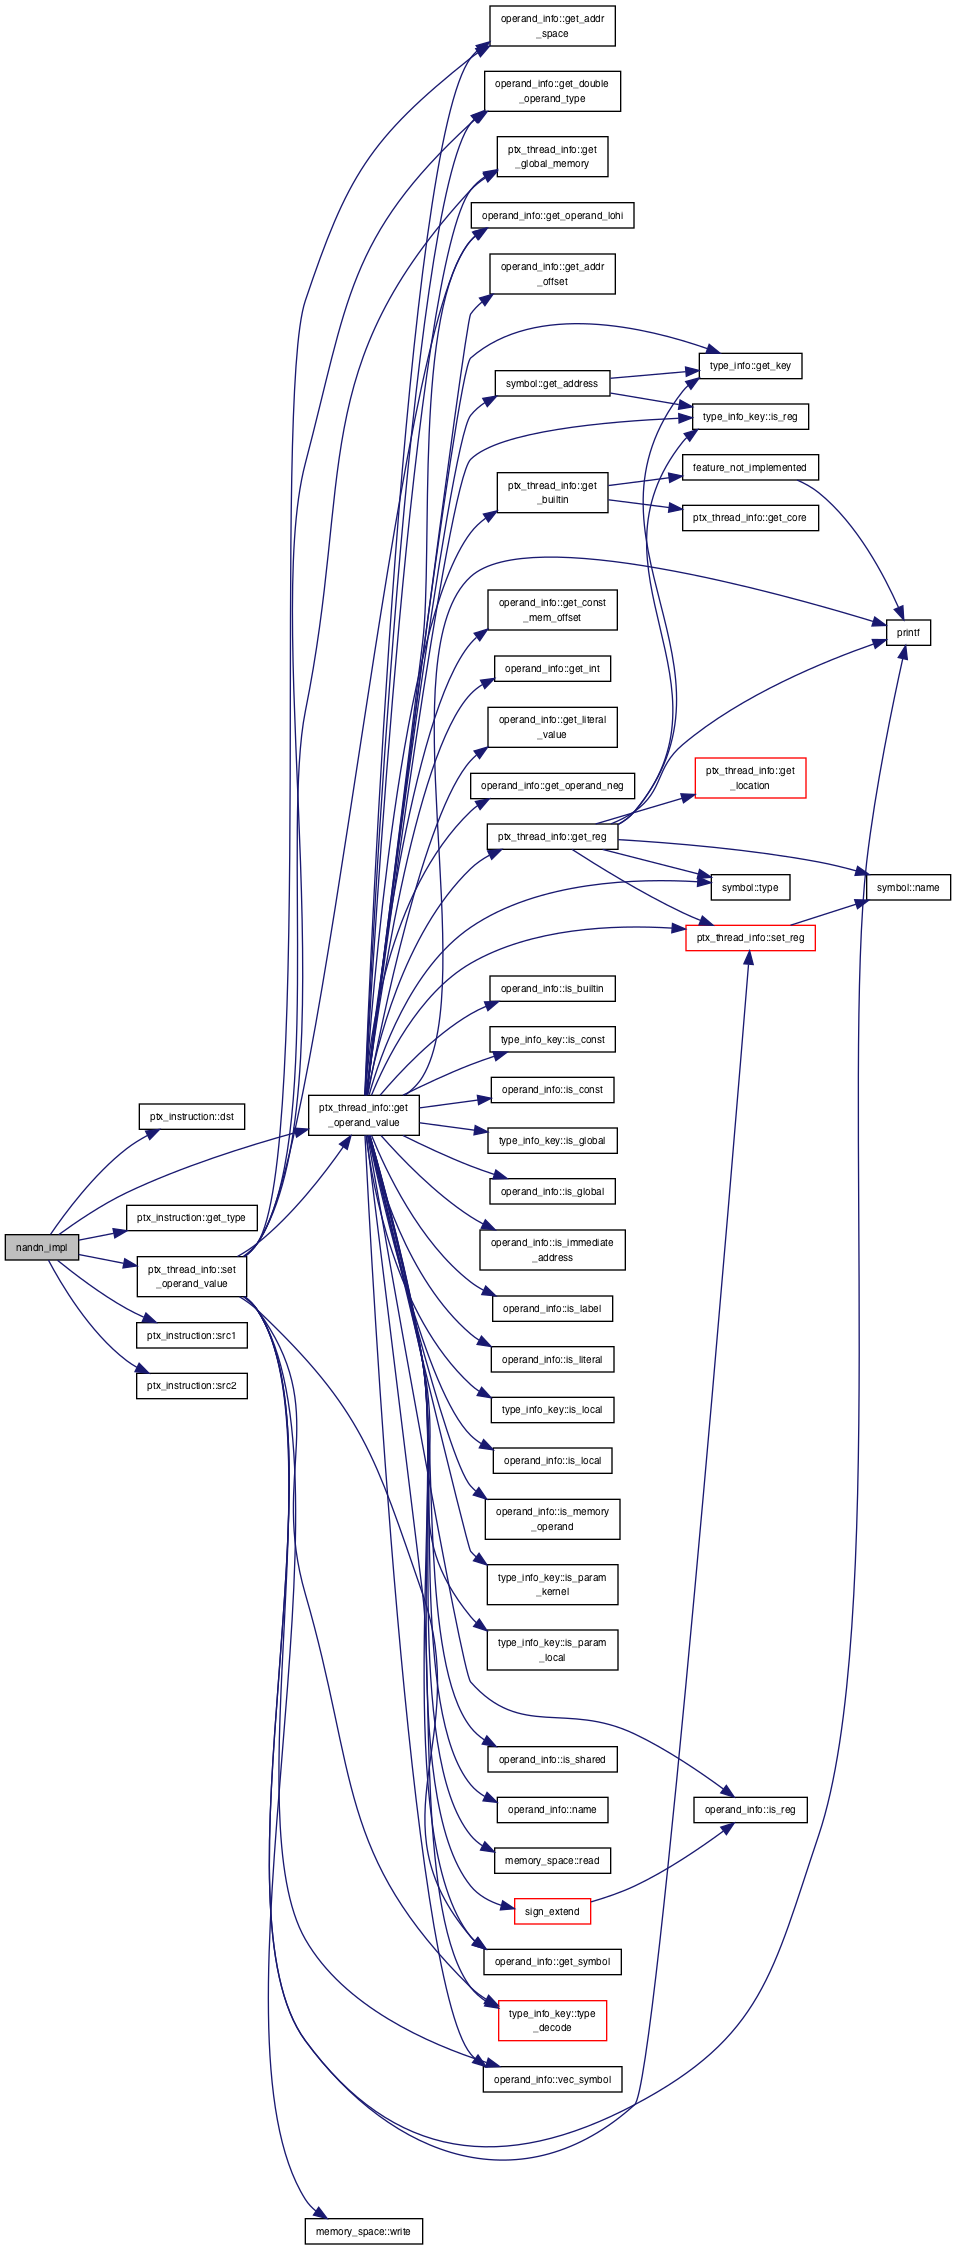 operand_info::get_addr
_space
operand_info::get_double
_operand_type
ptx_thread_info::get
_global_memory
operand_info::get_operand_lohi
operand_info::get_addr
_offset
type_info::get_key
symbol::get_address
type_info_key::is_reg
feature_not_implemented
ptx_thread_info::get
_builtin
ptx_thread_info::get_core
operand_info::get_const
_mem_offset
printf
operand_info::get_int
operand_info::get_literal
_value
ptx_thread_info::get
_location
operand_info::get_operand_neg
ptx_thread_info::get_reg
symbol::type
symbol::name
ptx_thread_info::set_reg
operand_info::is_builtin
type_info_key::is_const
operand_info::is_const
ptx_thread_info::get
_operand_value
ptx_instruction::dst
type_info_key::is_global
operand_info::is_global
ptx_instruction::get_type
nandn_impl
operand_info::is_immediate
_address
ptx_thread_info::set
_operand_value
operand_info::is_label
ptx_instruction::src1
operand_info::is_literal
ptx_instruction::src2
type_info_key::is_local
operand_info::is_local
operand_info::is_memory
_operand
type_info_key::is_param
_kernel
type_info_key::is_param
_local
operand_info::is_shared
operand_info::name
operand_info::is_reg
memory_space::read
sign_extend
operand_info::get_symbol
type_info_key::type
_decode
operand_info::vec_symbol
memory_space::write